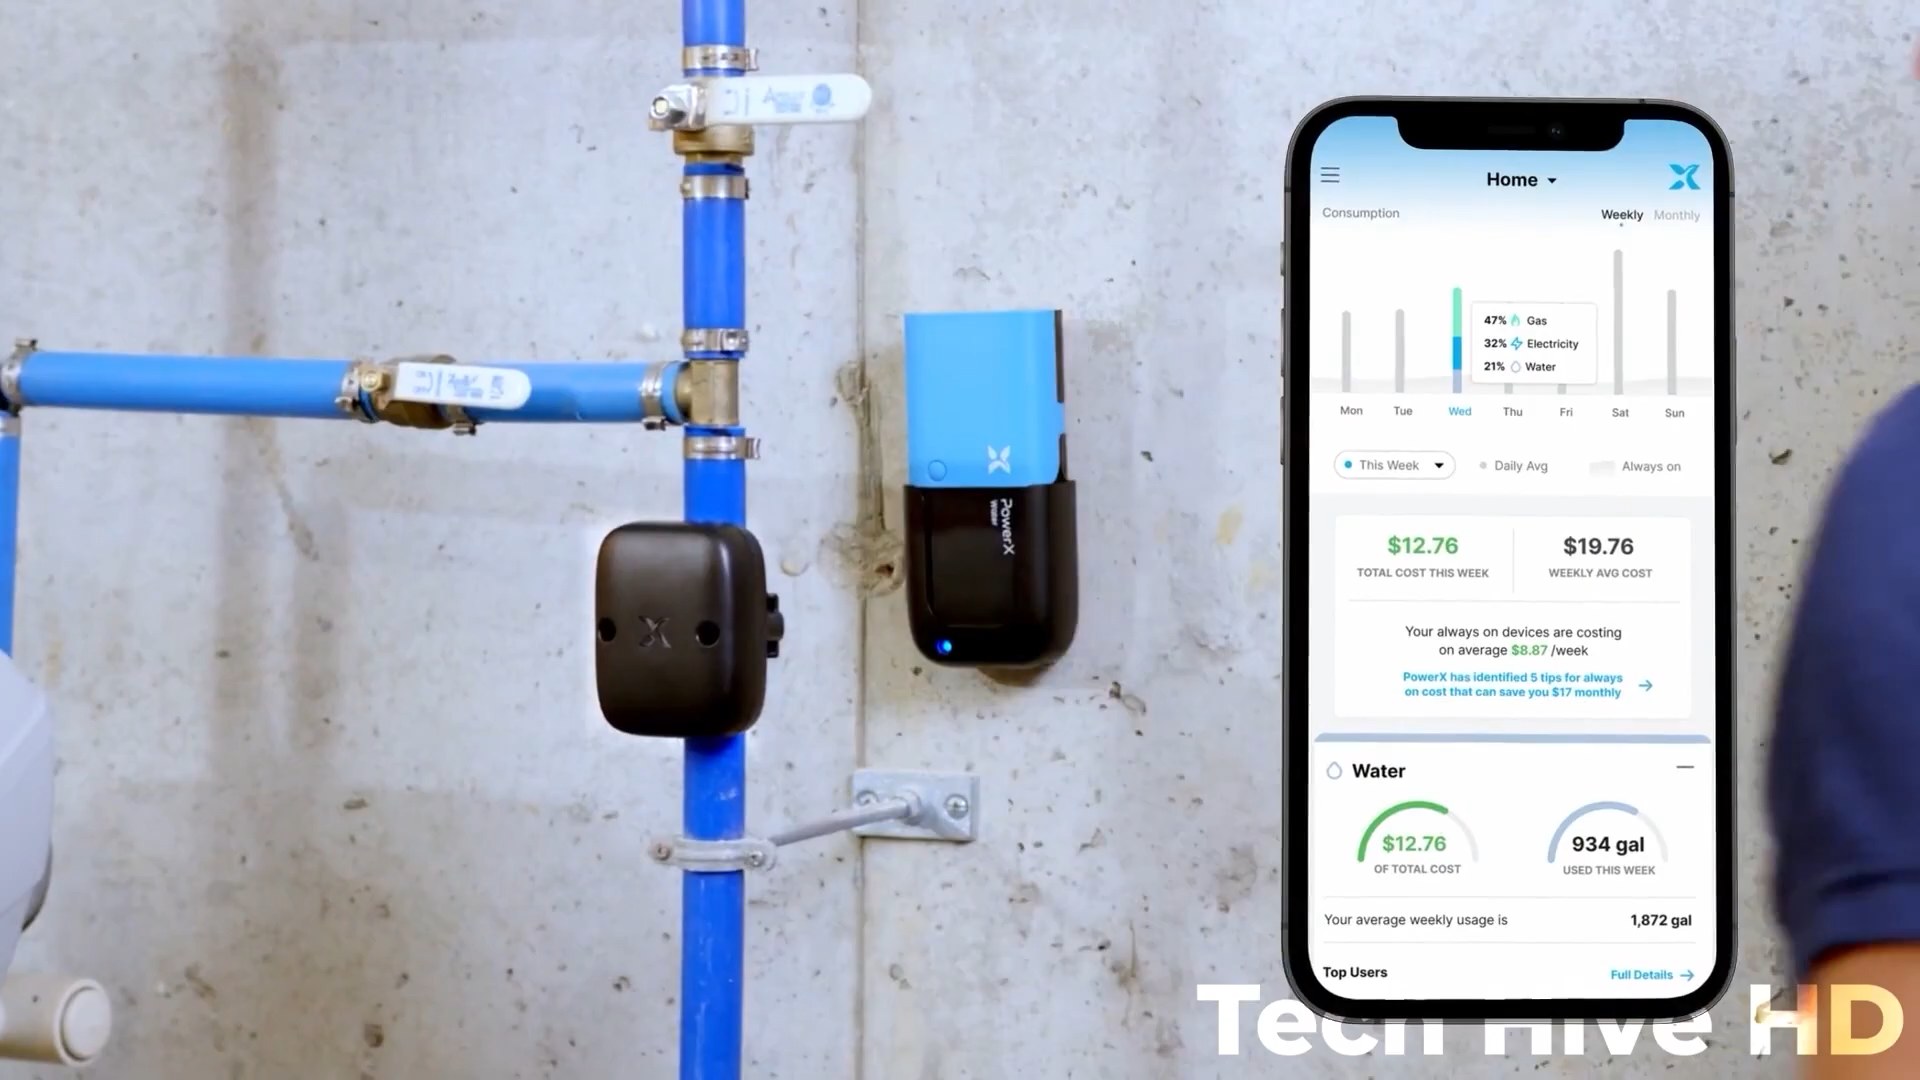 PowerX
Water
Home
Consumption
Weekly Monthly
47% Gas
32% Electricity
21% Water
Mon Tue Wed Thu Fri Sat Sun
This Week Daily Avg Always on
$12.76 $19.76
TOTAL COST THIS WEEK WEEKLY AVG COST
Your always on devices are costing
on average $8.87 /week
PowerX has identified 5 tips for always
on cost that can save you $17 monthly
Water
$12.76 934 gal
OF TOTAL COST USED THIS WEEK
Your average weekly usage is 1,872 gal
Top Users Full Details
Tech Hive HD